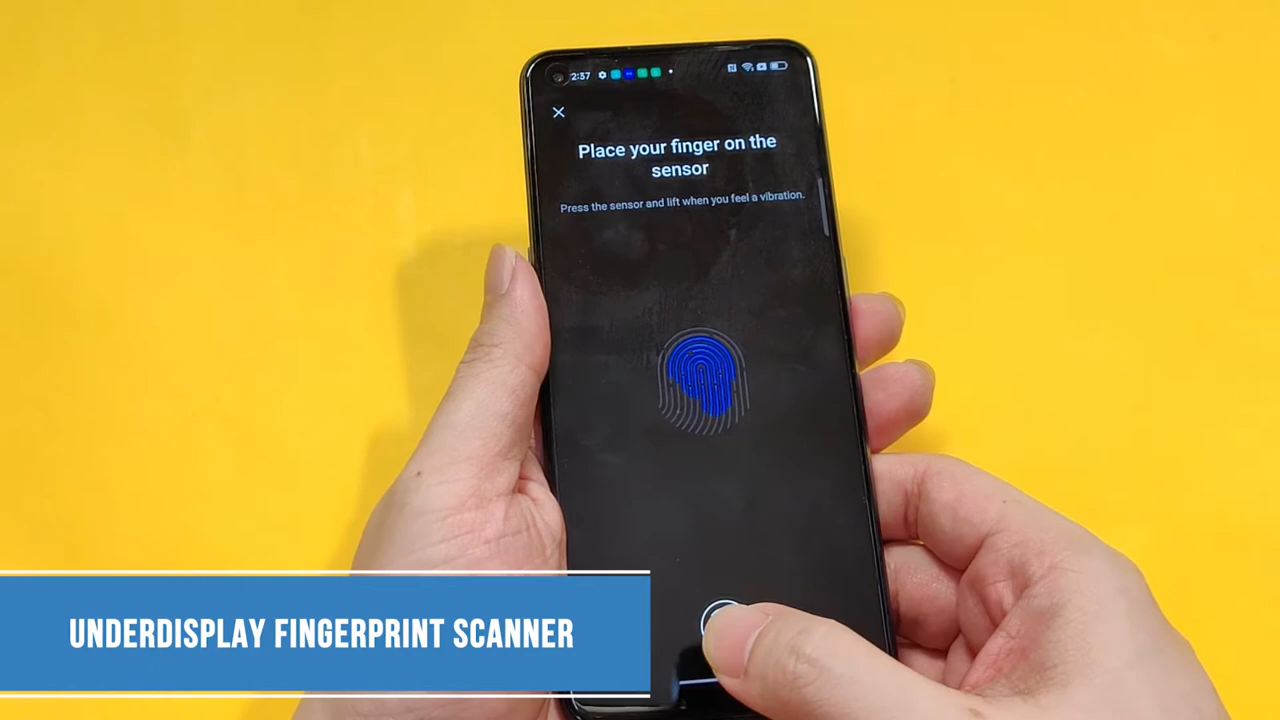 2:37
Place your finger on the
sensor
Press the sensor and lift when you feel a vibration.
UNDERDISPLAY FINGERPRINT SCANNER